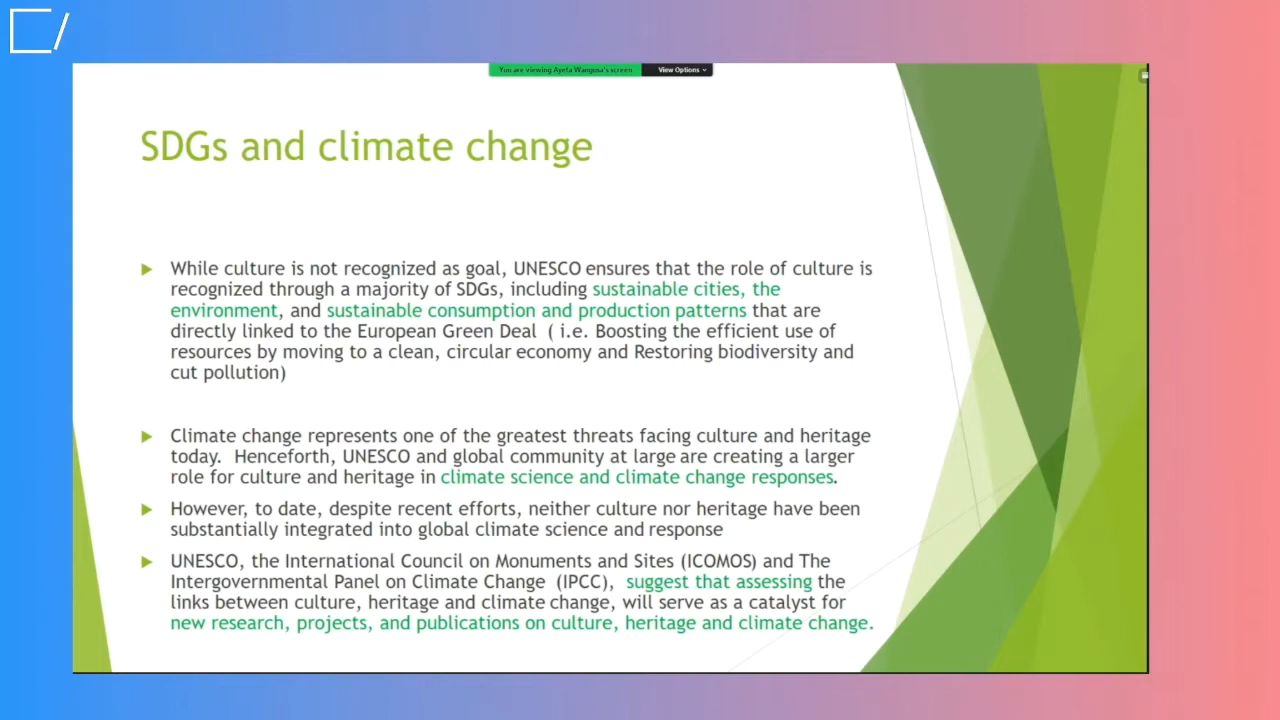 You are viewing Ayeta Wangusa's screen
View Options
SDGs and climate change
While culture is not recognized as goal, UNESCO ensures that the role of culture is
recognized through a majority of SDGs, including sustainable cities, the
environment, and sustainable consumption and production patterns that are
directly linked to the European Green Deal ( i.e. Boosting the efficient use of
resources by moving to a clean, circular economy and Restoring biodiversity and
cut pollution)
Climate change represents one of the greatest threats facing culture and heritage
today. Henceforth, UNESCO and global community at large are creating a larger
role for culture and heritage in climate science and climate change responses.
However, to date, despite recent efforts, neither culture nor heritage have been
substantially integrated into global climate science and response
UNESCO, the International Council on Monuments and Sites (ICOMOS) and The
Intergovernmental Panel on Climate Change (IPCC), suggest that assessing the
links between culture, heritage and climate change, will serve as a catalyst for
new research, projects, and publications on culture, heritage and climate change.